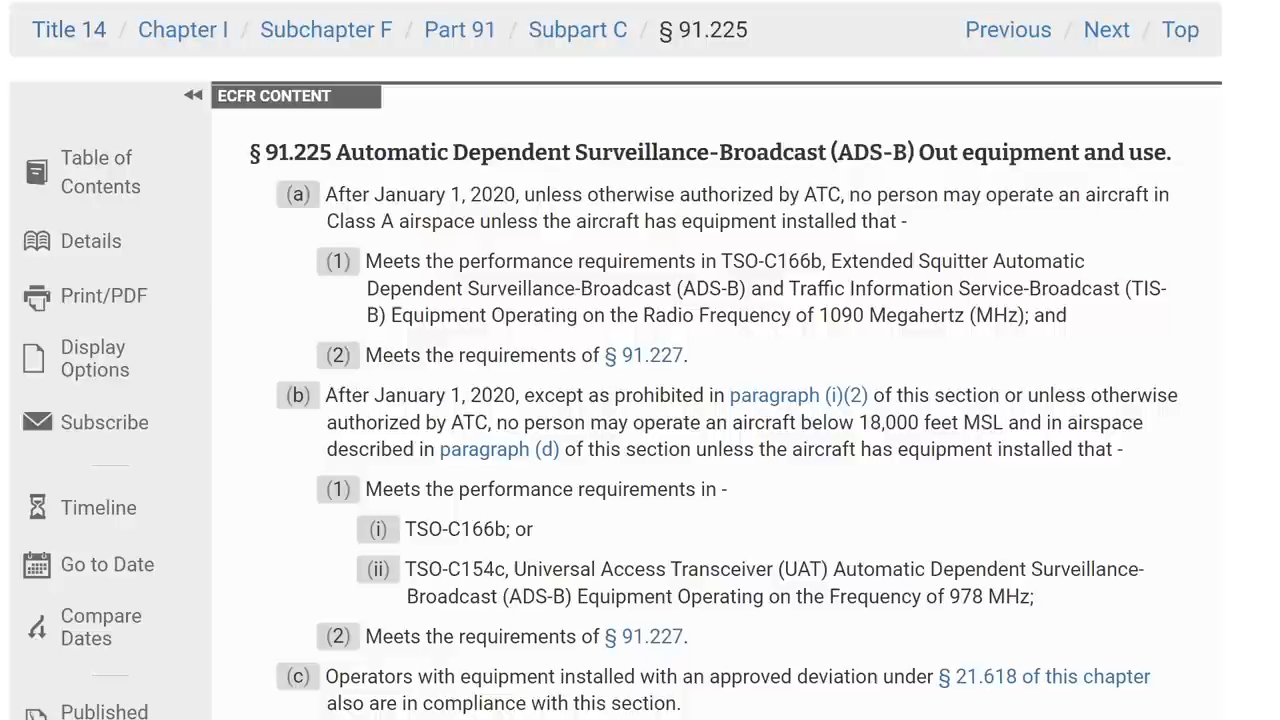 Title 14 / Chapter I / Subchapter F / Part 91 / Subpart C / § 91.225 Previous / Next / Top
ECFR CONTENT
Table of
Contents
Details
Print/PDF
Display
Options
Subscribe
Timeline
Go to Date
Compare
Dates
Published
§ 91.225 Automatic Dependent Surveillance-Broadcast (ADS-B) Out equipment and use.
(a) After January 1, 2020, unless otherwise authorized by ATC, no person may operate an aircraft in
Class A airspace unless the aircraft has equipment installed that -
(1) Meets the performance requirements in TSO-C166b, Extended Squitter Automatic
Dependent Surveillance-Broadcast (ADS-B) and Traffic Information Service-Broadcast (TIS-
B) Equipment Operating on the Radio Frequency of 1090 Megahertz (MHz); and
(2) Meets the requirements of § 91.227.
(b) After January 1, 2020, except as prohibited in paragraph (i)(2) of this section or unless otherwise
authorized by ATC, no person may operate an aircraft below 18,000 feet MSL and in airspace
described in paragraph (d) of this section unless the aircraft has equipment installed that -
(1) Meets the performance requirements in -
(i) TSO-C166b; or
(ii) TSO-C154c, Universal Access Transceiver (UAT) Automatic Dependent Surveillance-
Broadcast (ADS-B) Equipment Operating on the Frequency of 978 MHz;
(2) Meets the requirements of § 91.227.
(c) Operators with equipment installed with an approved deviation under § 21.618 of this chapter
also are in compliance with this section.